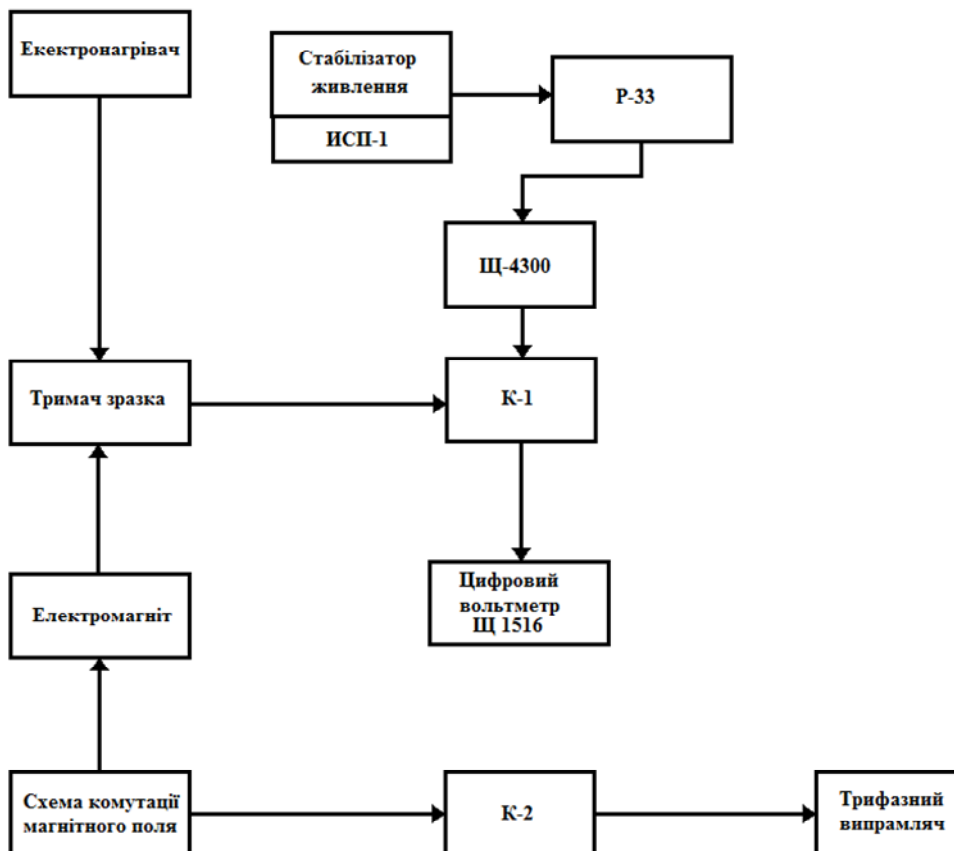 Екектронагрівач
Стабілізатор
живлення
ИСП-1
Р-33
Щ-4300
Тримач зразка
К-1
Електромагніт
Цифровий
вольтметр
Щ 1516
Схема комутації
магнітного поля
К-2
Трифазний
випрамляч